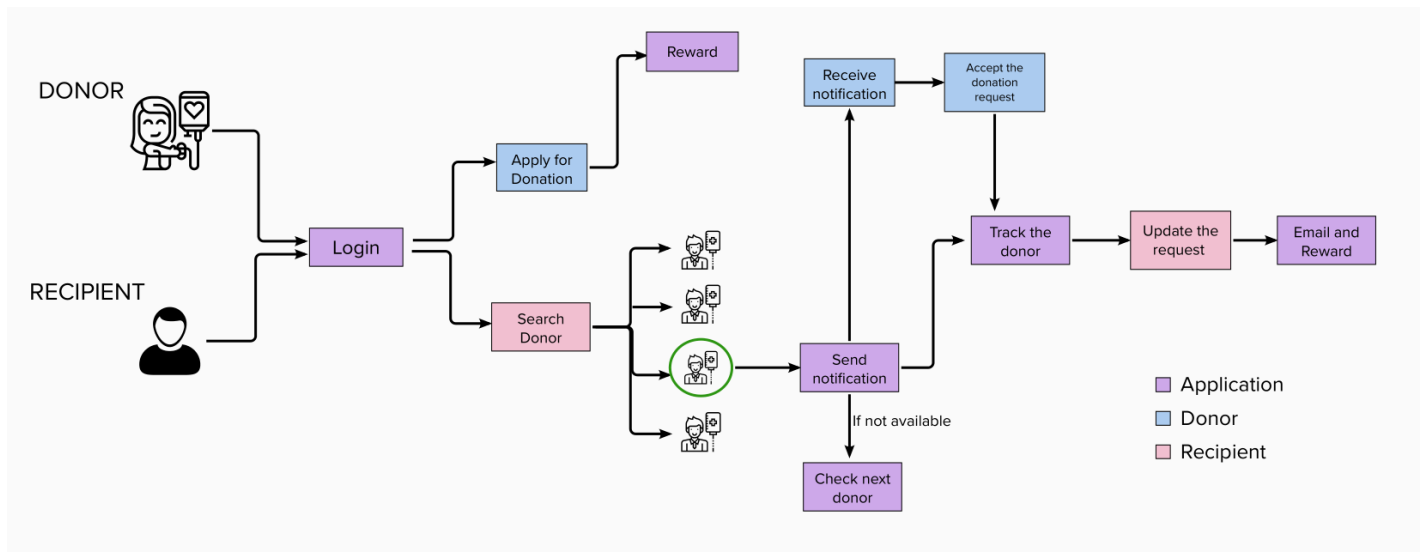 DONOR
RECIPIENT
Login
Apply for
Donation
Reward
Search
Donor
Receive
notification
Accept the
donation
request
Send
notification
If not available
Check next
donor
Track the
donor
Update the
request
Email and
Reward
Application
Donor
Recipient